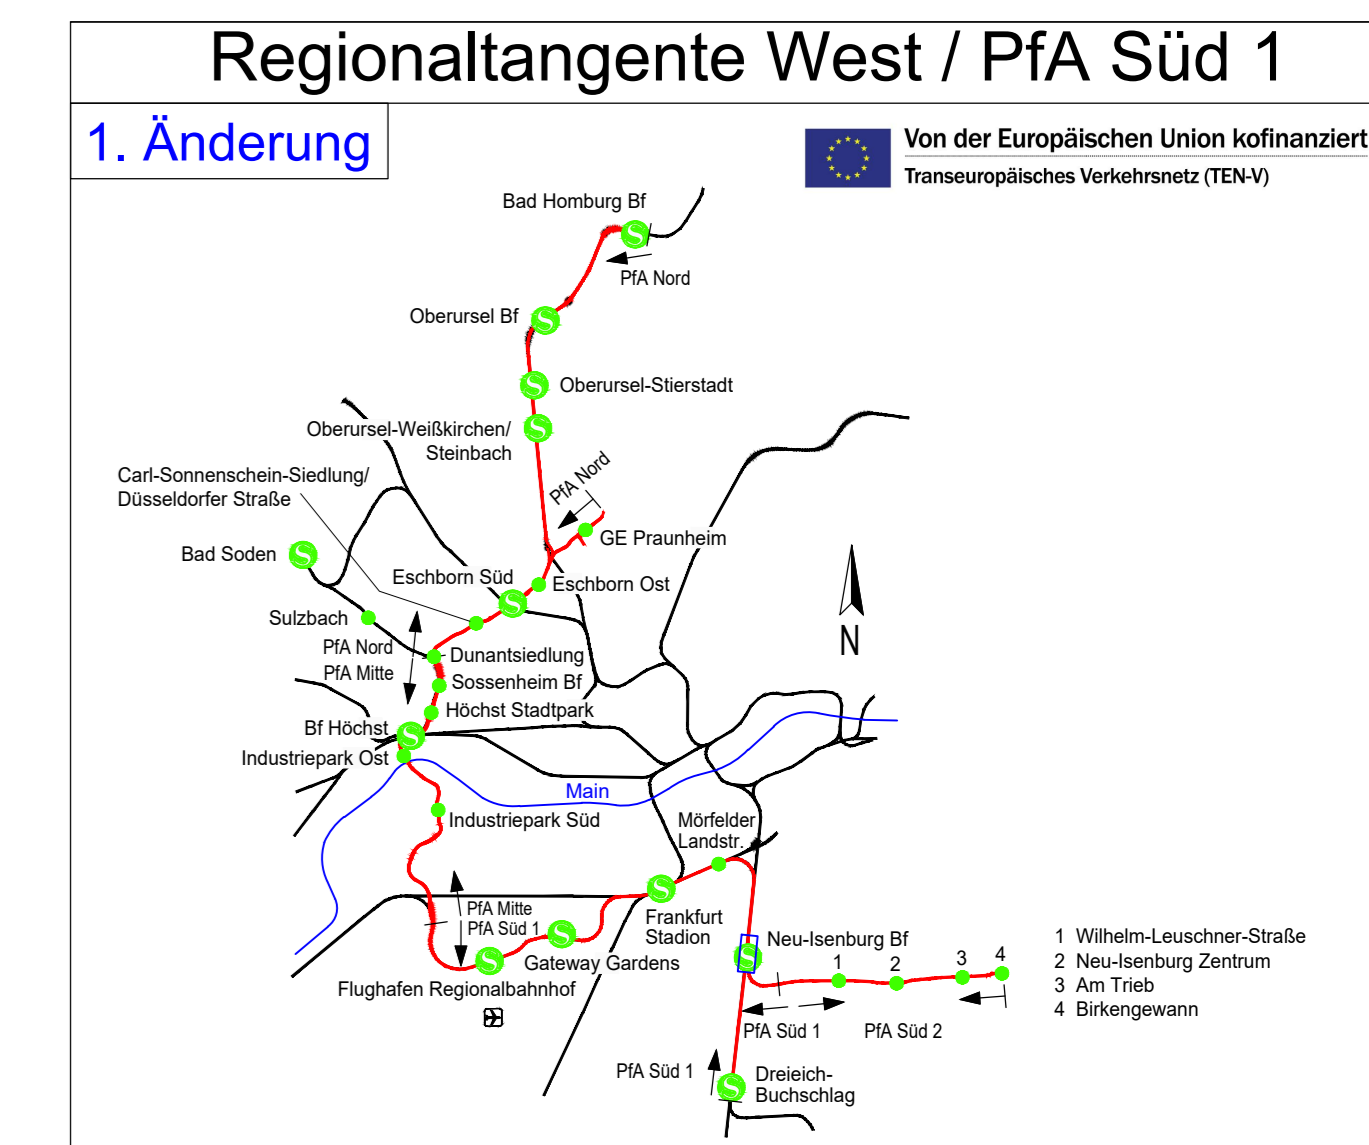 Regionaltangente West / PfA Süd 1
1. Änderung
Von der Europäischen Union kofinanziert
Transeuropäisches Verkehrsnetz (TEN-V)
Bad Homburg Bf
PfA Nord
Oberursel Bf
Oberursel-Stierstadt
Oberursel-Weißkirchen/
Steinbach
Carl-Sonnenschein-Siedlung/
Düsseldorfer Straße
PfA Nord
GE Praunheim
Bad Soden
Eschborn Süd
Eschborn Ost
Sulzbach
PfA Nord
PfA Mitte
Dunantsiedlung
Sossenheim Bf
Höchst Stadtpark
Bf Höchst
Industriepark Ost
N
Main
Industriepark Süd
Mörfelder
Landstr.
PfA Mitte
PfA Süd 1
Frankfurt
Stadion
Gateway Gardens
Flughafen Regionalbahnhof
Neu-Isenburg Bf
1
2
3
4
1 Wilhelm-Leuschner-Straße
2 Neu-Isenburg Zentrum
3 Am Trieb
4 Birkengewann
PfA Süd 1
PfA Süd 2
PfA Süd 1
Dreieich-
Buchschlag